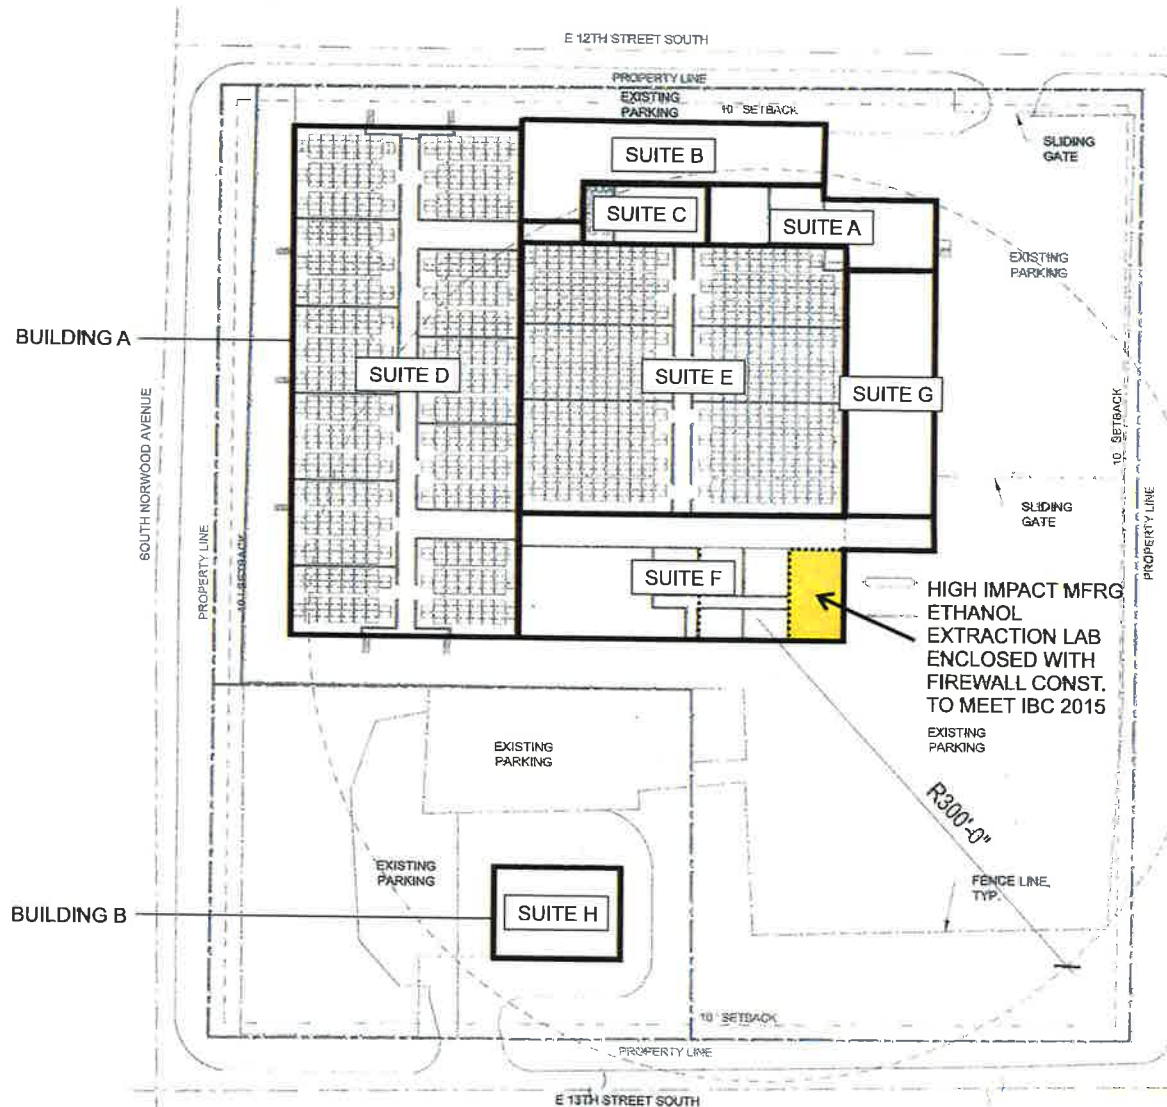 E 12TH STREET SOUTH
PROPERTY LINE
EXISTING
PARKING
10' SETBACK
SLIDING
GATE
SUITE B
SUITE C
SUITE A
EXISTING
PARKING
BUILDING A
SUITE D
SUITE E
SUITE G
SOUTH NORWOOD AVENUE
PROPERTY LINE
10' SETBACK
10' SETBACK
PROPERTY LINE
SLIDING
GATE
SUITE F
HIGH IMPACT MFRG
ETHANOL
EXTRACTION LAB
ENCLOSED WITH
FIREWALL CONST.
TO MEET IBC 2015
EXISTING
PARKING
EXISTING
PARKING
R300'-0"
EXISTING
PARKING
FENCE LINE,
TYP.
BUILDING B
SUITE H
10' SETBACK
PROPERTY LINE
E 13TH STREET SOUTH